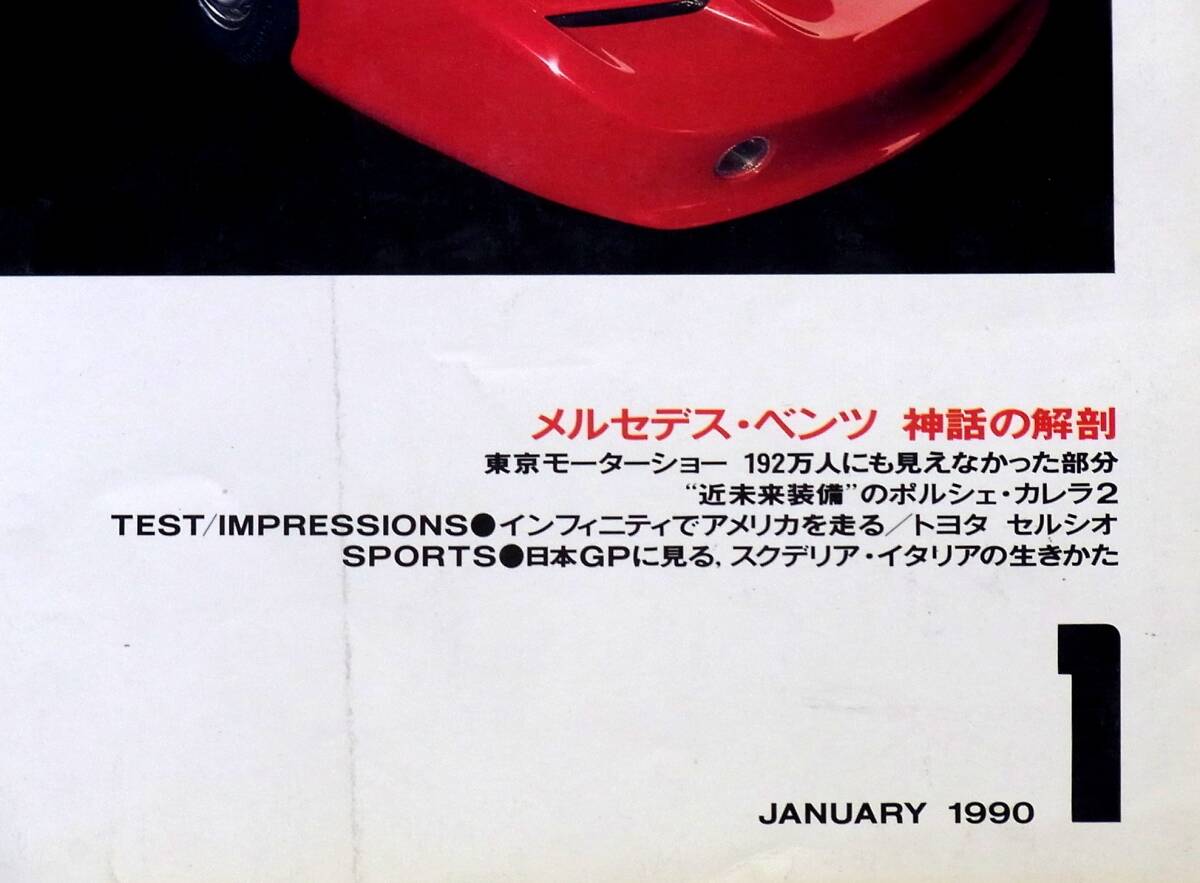 メルセデス・ベンツ 神話の解剖
東京モーターショー 192万人にも見えなかった部分
“近未来装備”のポルシェ・カレラ2
TEST/IMPRESSIONS●インフィニティでアメリカを走る/トヨタ セルシオ
SPORTS●日本GPに見る,スクデリア・イタリアの生きかた
1
JANUARY 1990